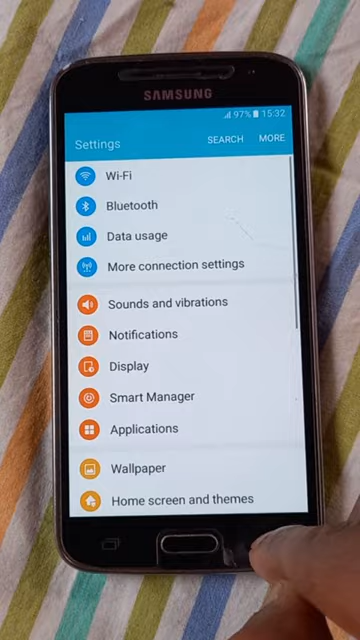 SAMSUNG
97% 15:32
Settings SEARCH MORE
Wi-Fi
Bluetooth
Data usage
More connection settings
Sounds and vibrations
Notifications
Display
Smart Manager
Applications
Wallpaper
Home screen and themes